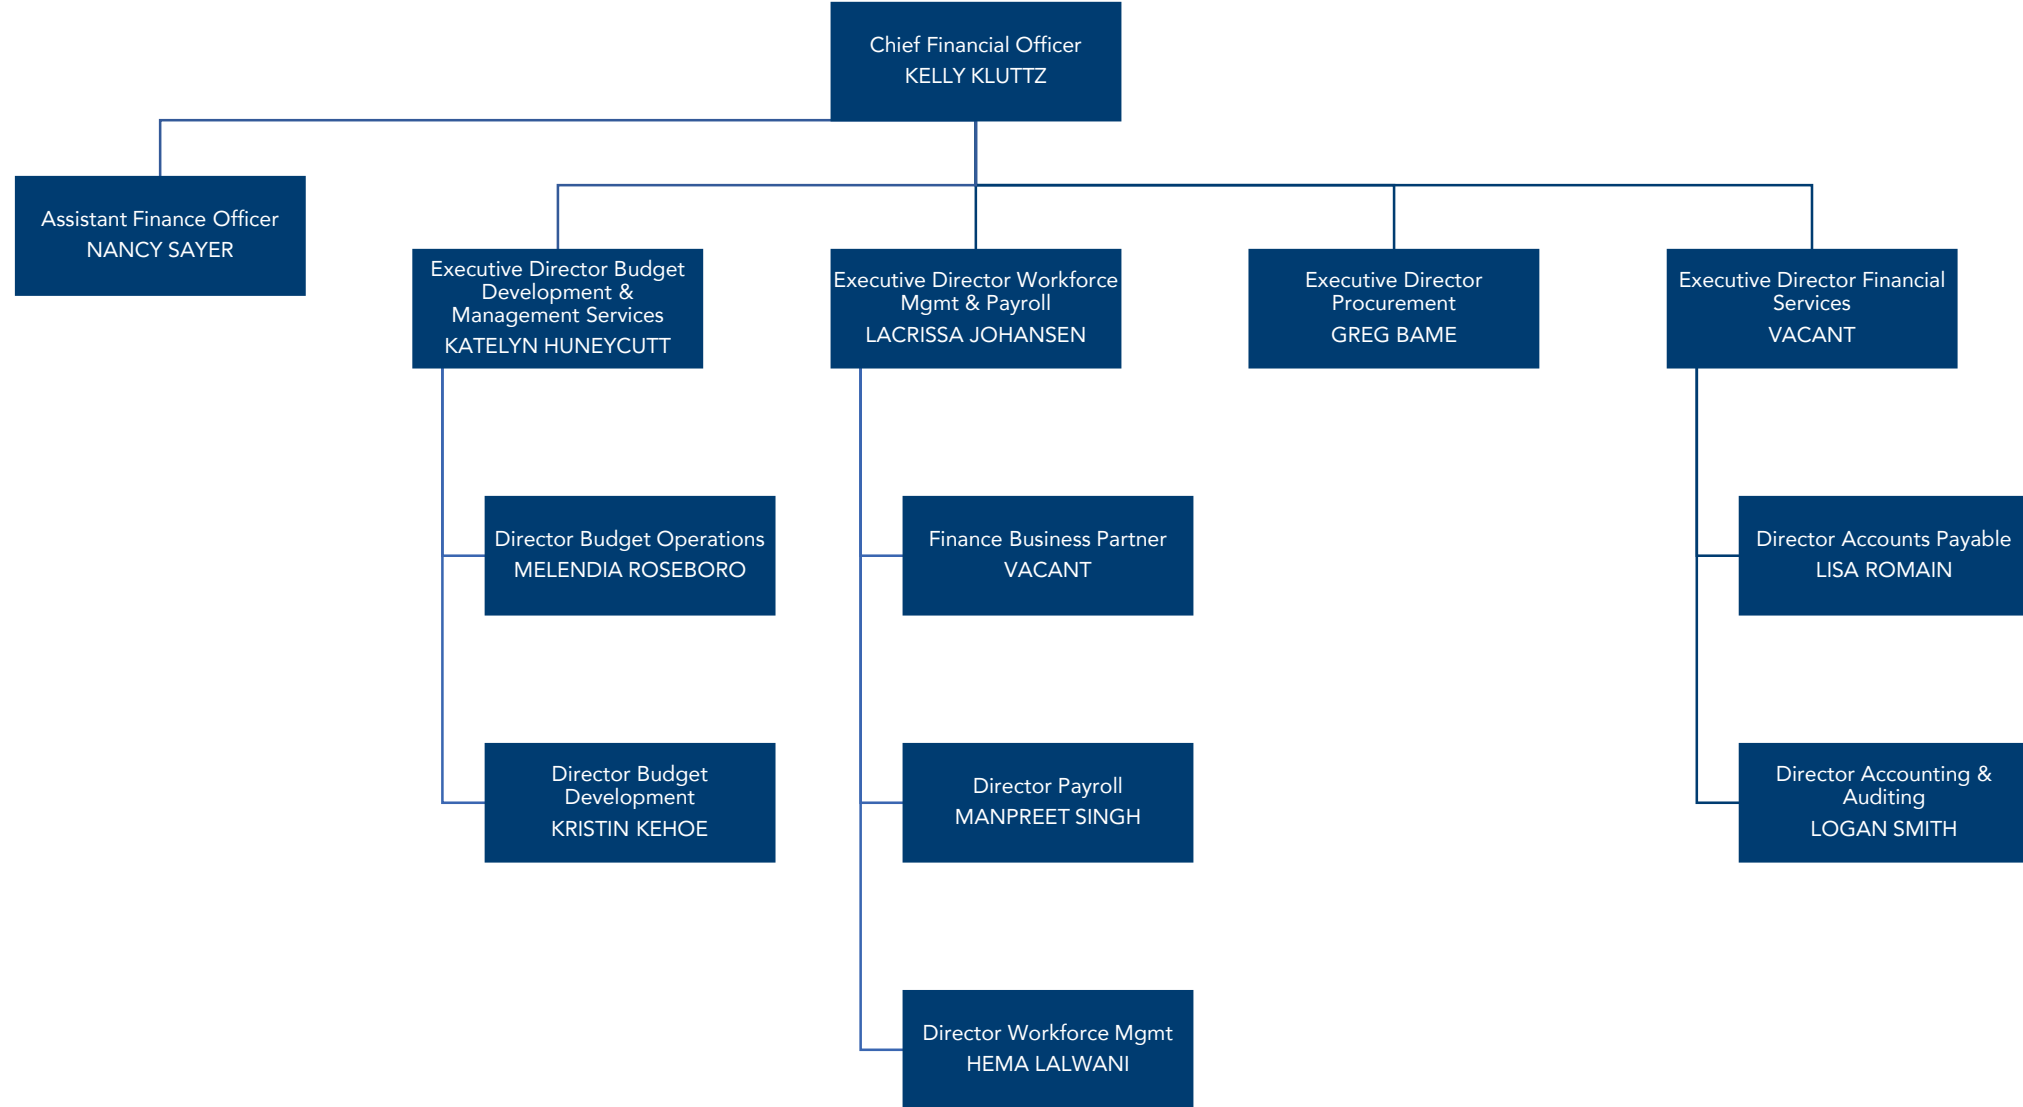 Chief Financial Officer
KELLY KLUTTZ
Assistant Finance Officer
NANCY SAYER
Executive Director Budget
Development &
Management Services
KATELYN HUNEYCUTT
Executive Director Workforce
Mgmt & Payroll
LACRISSA JOHANSEN
Executive Director
Procurement
GREG BAME
Executive Director Financial
Services
VACANT
Director Budget Operations
MELENDIA ROSEBORO
Finance Business Partner
VACANT
Director Accounts Payable
LISA ROMAIN
Director Budget
Development
KRISTIN KEHOE
Director Payroll
MANPREET SINGH
Director Accounting &
Auditing
LOGAN SMITH
Director Workforce Mgmt
HEMA LALWANI